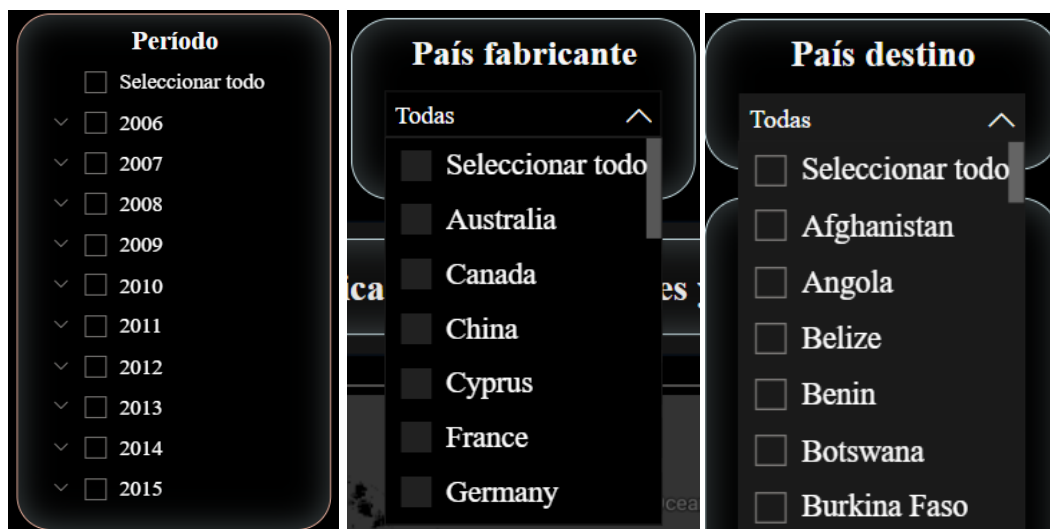 Período
Seleccionar todo
2006
2007
2008
2009
2010
2011
2012
2013
2014
2015
País fabricante
Todas
Seleccionar todo
Australia
Canada
China
Cyprus
France
Germany
País destino
Todas
Seleccionar todo
Afghanistan
Angola
Belize
Benin
Botswana
Burkina Faso